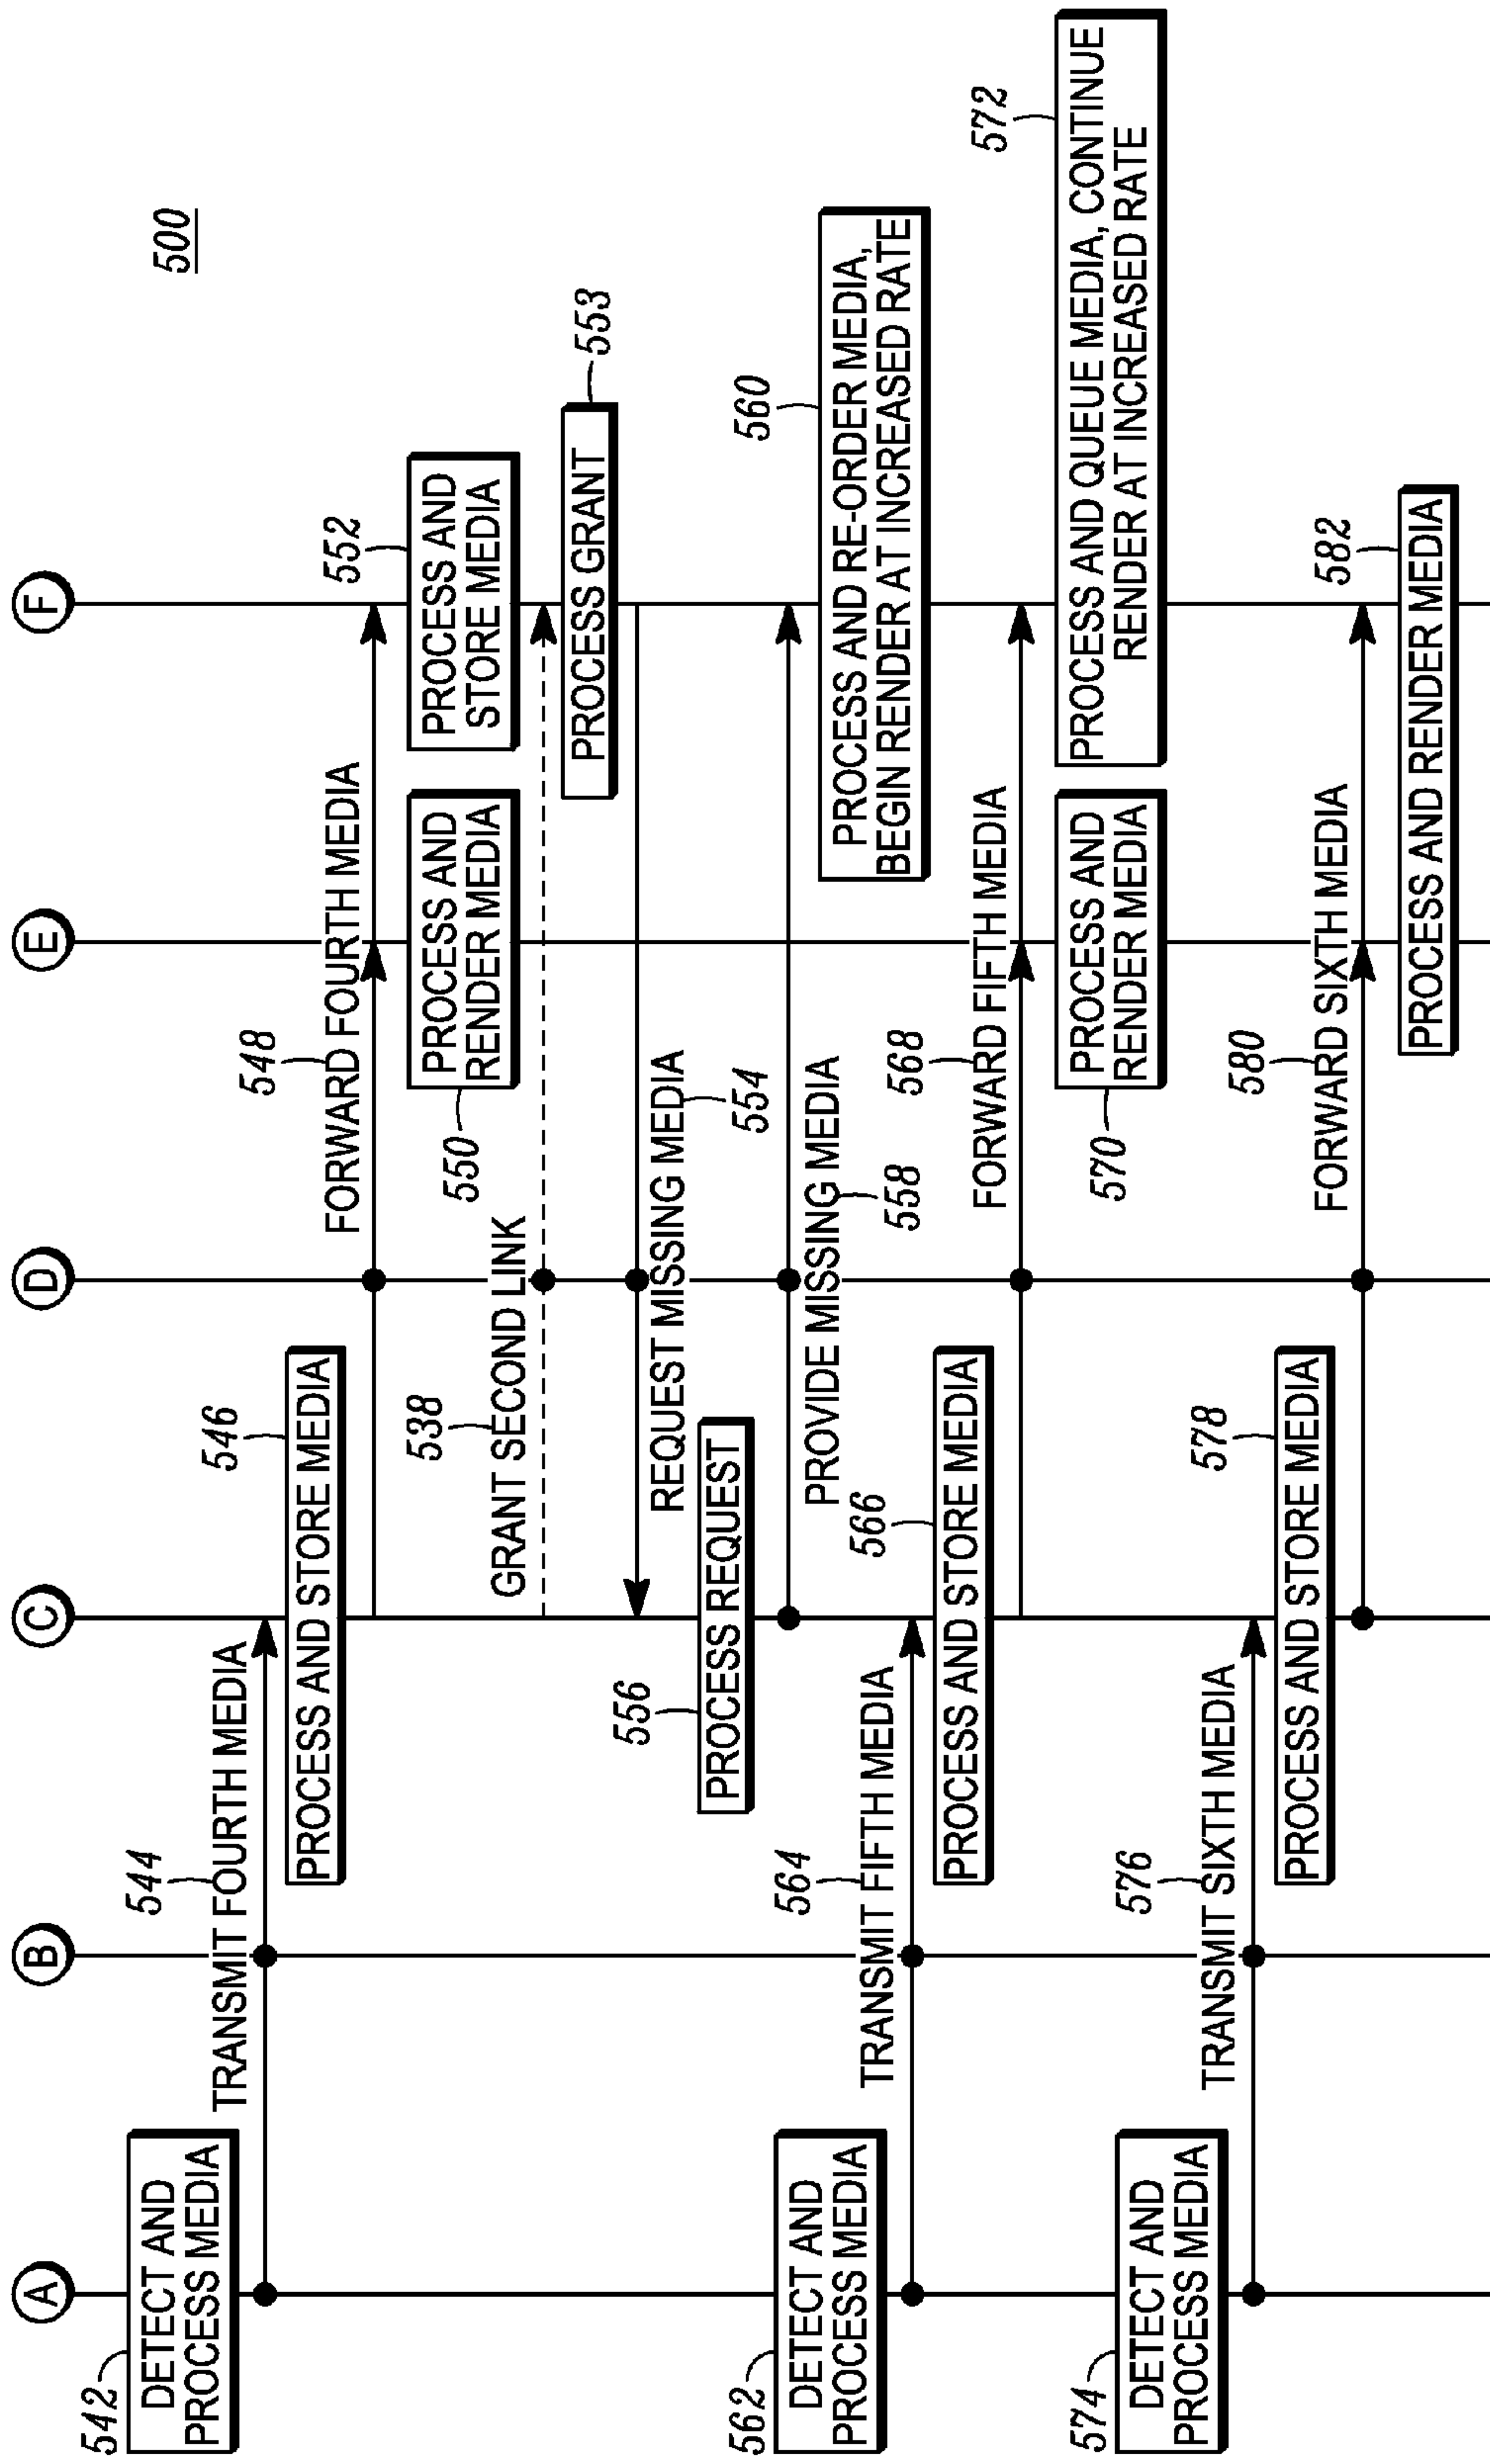 500
A
B
C
D
E
F
542
DETECT AND
PROCESS MEDIA
544
TRANSMIT FOURTH MEDIA
546
PROCESS AND STORE MEDIA
548
FORWARD FOURTH MEDIA
550
PROCESS AND
RENDER MEDIA
552
PROCESS AND
STORE MEDIA
538
GRANT SECOND LINK
553
PROCESS GRANT
REQUEST MISSING MEDIA
554
556
PROCESS REQUEST
PROVIDE MISSING MEDIA
558
560
PROCESS AND RE-ORDER MEDIA,
BEGIN RENDER AT INCREASED RATE
562
DETECT AND
PROCESS MEDIA
564
TRANSMIT FIFTH MEDIA
566
PROCESS AND STORE MEDIA
568
FORWARD FIFTH MEDIA
570
PROCESS AND
RENDER MEDIA
572
PROCESS AND QUEUE MEDIA, CONTINUE
RENDER AT INCREASED RATE
574
DETECT AND
PROCESS MEDIA
576
TRANSMIT SIXTH MEDIA
578
PROCESS AND STORE MEDIA
580
FORWARD SIXTH MEDIA
582
PROCESS AND RENDER MEDIA